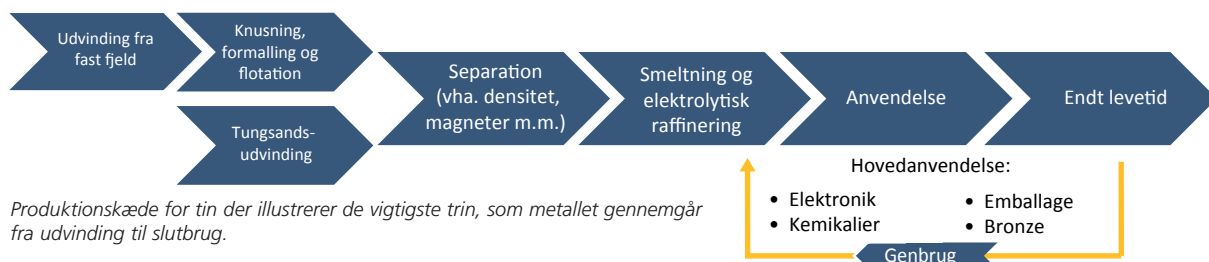 Udvinding fra
fast fjeld
Knusning,
formalling og
flotation
Tungsands-
udvinding
Separation
(vha. densitet,
magneter m.m.)
Smeltning og
elektrolytisk
raffinering
Anvendelse
Endt levetid
Hovedanvendelse:
• Elektronik
• Kemikalier
• Emballage
• Bronze
Genbrug
Produktionskæde for tin der illustrerer de vigtigste trin, som metallet gennemgår
fra udvinding til slutbrug.